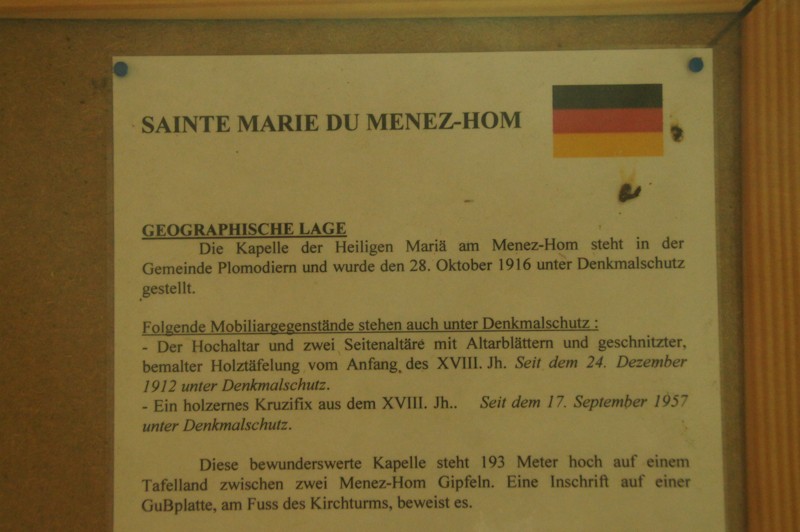 SAINTE MARIE DU MENEZ-HOM
GEOGRAPHISCHE LAGE
Die Kapelle der Heiligen Mariä am Menez-Hom steht in der
Gemeinde Plomodiern und wurde den 28. Oktober 1916 unter Denkmalschutz
gestellt.
Folgende Mobiliargegenstände stehen auch unter Denkmalschutz :
- Der Hochaltar und zwei Seitenaltäre mit Altarblättern und geschnitzter,
bemalter Holztäfelung vom Anfang des XVIII. Jh. Seit dem 24. Dezember
1912 unter Denkmalschutz.
- Ein holzernes Kruzifix aus dem XVIII. Jh.. Seit dem 17. September 1957
unter Denkmalschutz.
Diese bewunderswerte Kapelle steht 193 Meter hoch auf einem
Tafelland zwischen zwei Menez-Hom Gipfeln. Eine Inschrift auf einer
Gußplatte, am Fuss des Kirchturms, beweist es.